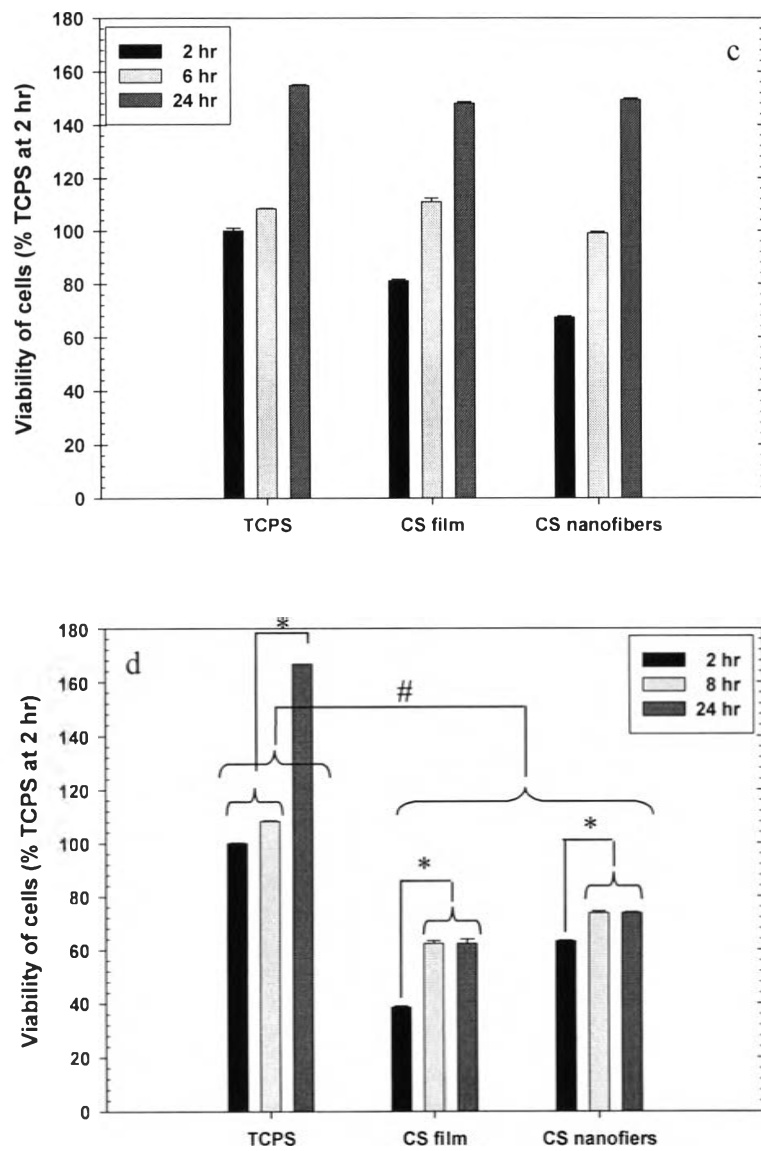 c
2 hr
6 hr
24 hr
Viability of cells (% TCPS at 2 hr)
180
160
140
120
100
80
60
40
20
0
TCPS CS film CS nanofibers
d
2 hr
8 hr
24 hr
Viability of cells (% TCPS at 2 hr)
180
160
140
120
100
80
60
40
20
0
*
#
*
*
TCPS CS film CS nanofiers